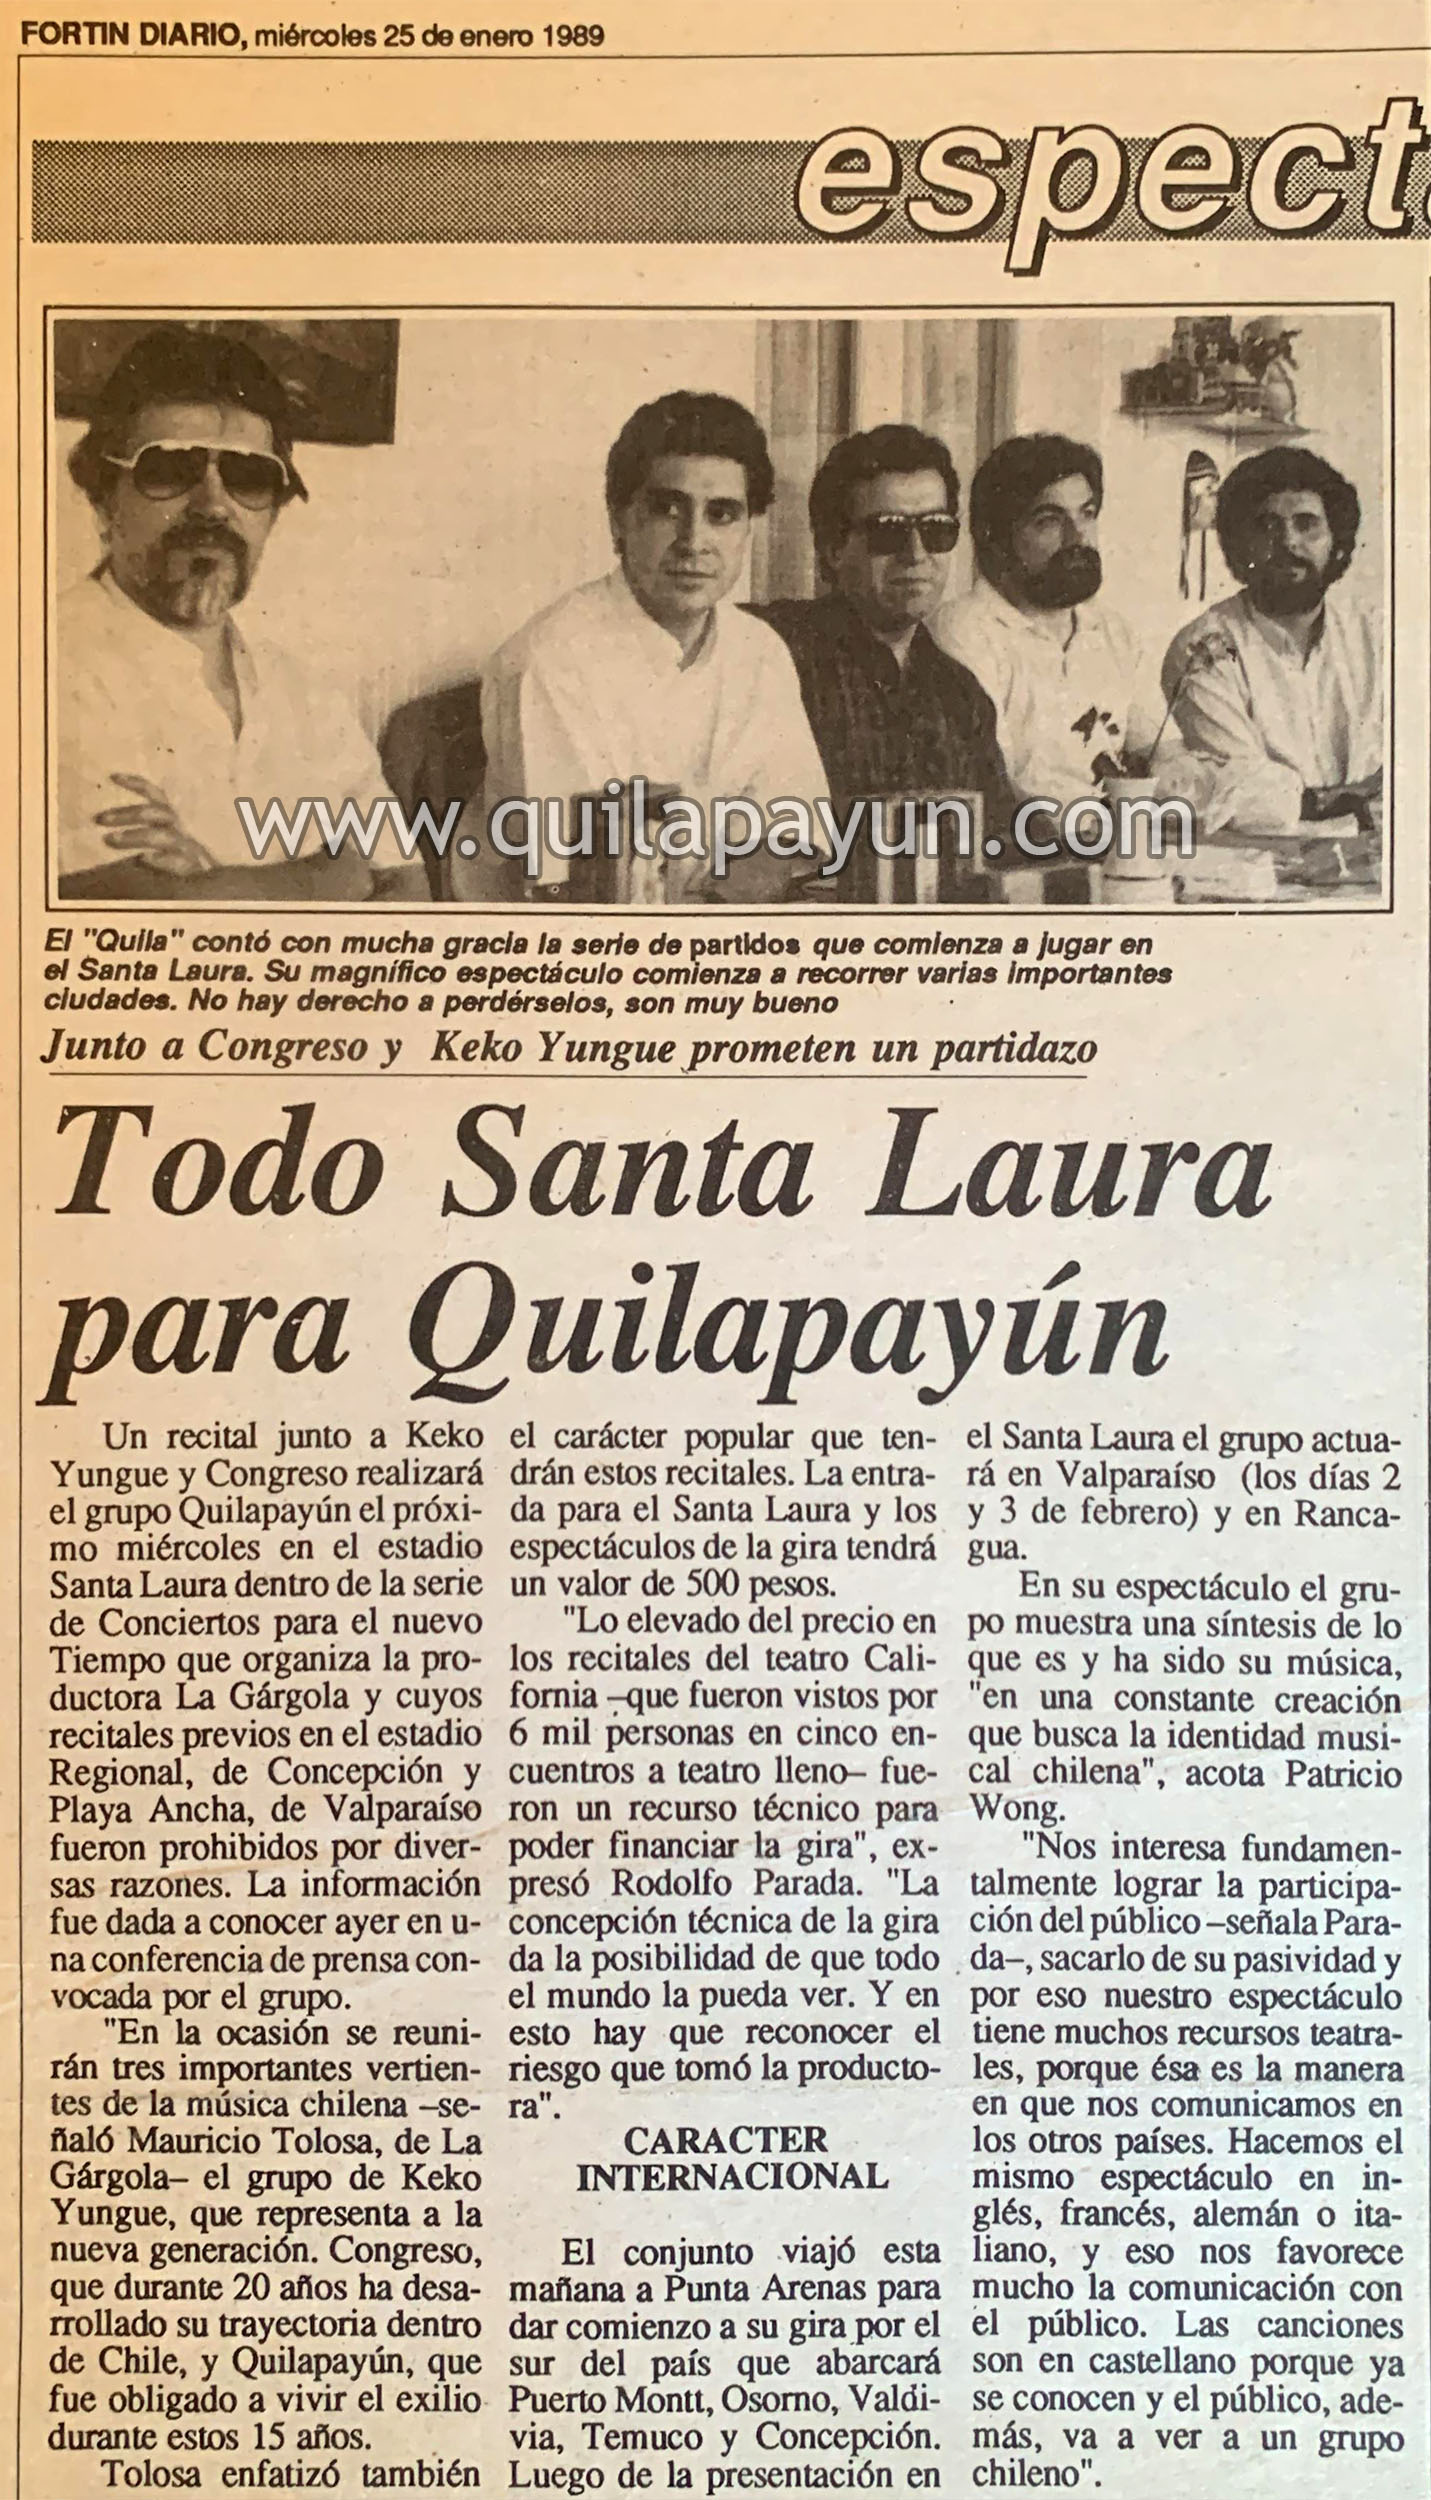 FORTIN DIARIO, miércoles 25 de enero 1989
espect
www.quilapayun.com
El "Quila" contó con mucha gracia la serie de partidos que comienza a jugar en
el Santa Laura. Su magnífico espectáculo comienza a recorrer varias importantes
ciudades. No hay derecho a perdérselos, son muy bueno
Junto a Congreso y Keko Yungue prometen un partidazo
Todo Santa Laura
para Quilapayún
Un recital junto a Keko
Yungue y Congreso realizará
el grupo Quilapayún el próxi-
mo miércoles en el estadio
Santa Laura dentro de la serie
de Conciertos para el nuevo
Tiempo que organiza la pro-
ductora La Gárgola y cuyos
recitales previos en el estadio
Regional, de Concepción y
Playa Ancha, de Valparaíso
fueron prohibidos por diver-
sas razones. La información
fue dada a conocer ayer en u-
na conferencia de prensa con-
vocada por el grupo.
"En la ocasión se reuni-
rán tres importantes vertien-
tes de la música chilena –se-
ñaló Mauricio Tolosa, de La
Gárgola– el grupo de Keko
Yungue, que representa a la
nueva generación. Congreso,
que durante 20 años ha desa-
rrollado su trayectoria dentro
de Chile, y Quilapayún, que
fue obligado a vivir el exilio
durante estos 15 años.
Tolosa enfatizó también
el carácter popular que ten-
drán estos recitales. La entra-
da para el Santa Laura y los
espectáculos de la gira tendrá
un valor de 500 pesos.
"Lo elevado del precio en
los recitales del teatro Cali-
fornia –que fueron vistos por
6 mil personas en cinco en-
cuentros a teatro lleno– fue-
ron un recurso técnico para
poder financiar la gira", ex-
presó Rodolfo Parada. "La
concepción técnica de la gira
da la posibilidad de que todo
el mundo la pueda ver. Y en
esto hay que reconocer el
riesgo que tomó la producto-
ra".
CARACTER
INTERNACIONAL
El conjunto viajó esta
mañana a Punta Arenas para
dar comienzo a su gira por el
sur del país que abarcará
Puerto Montt, Osorno, Valdi-
via, Temuco y Concepción.
Luego de la presentación en
el Santa Laura el grupo actua-
rá en Valparaíso (los días 2
y 3 de febrero) y en Ranca-
gua.
En su espectáculo el gru-
po muestra una síntesis de lo
que es y ha sido su música,
"en una constante creación
que busca la identidad musi-
cal chilena", acota Patricio
Wong.
"Nos interesa fundamen-
talmente lograr la participa-
ción del público –señala Para-
da–, sacarlo de su pasividad y
por eso nuestro espectáculo
tiene muchos recursos teatra-
les, porque ésa es la manera
en que nos comunicamos en
los otros países. Hacemos el
mismo espectáculo en in-
glés, francés, alemán o ita-
liano, y eso nos favorece
mucho la comunicación con
el público. Las canciones
son en castellano porque ya
se conocen y el público, ade-
más, va a ver a un grupo
chileno".